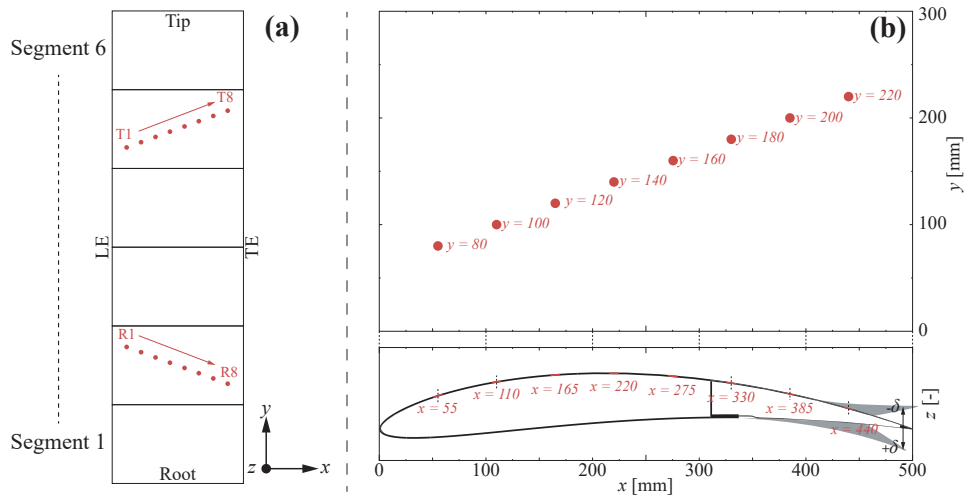 Tip
(a)
Segment 6
T8
T1
LE
TE
R1
R8
Segment 1
y
z
x
Root
(b)
300
200
100
0
y [mm]
y = 220
y = 200
y = 180
y = 160
y = 140
y = 120
y = 100
y = 80
x = 55
x = 110
x = 165
x = 220
x = 275
x = 330
x = 385
x = 440
-δ
+δ
z [-]
0
100
200
300
400
500
x [mm]